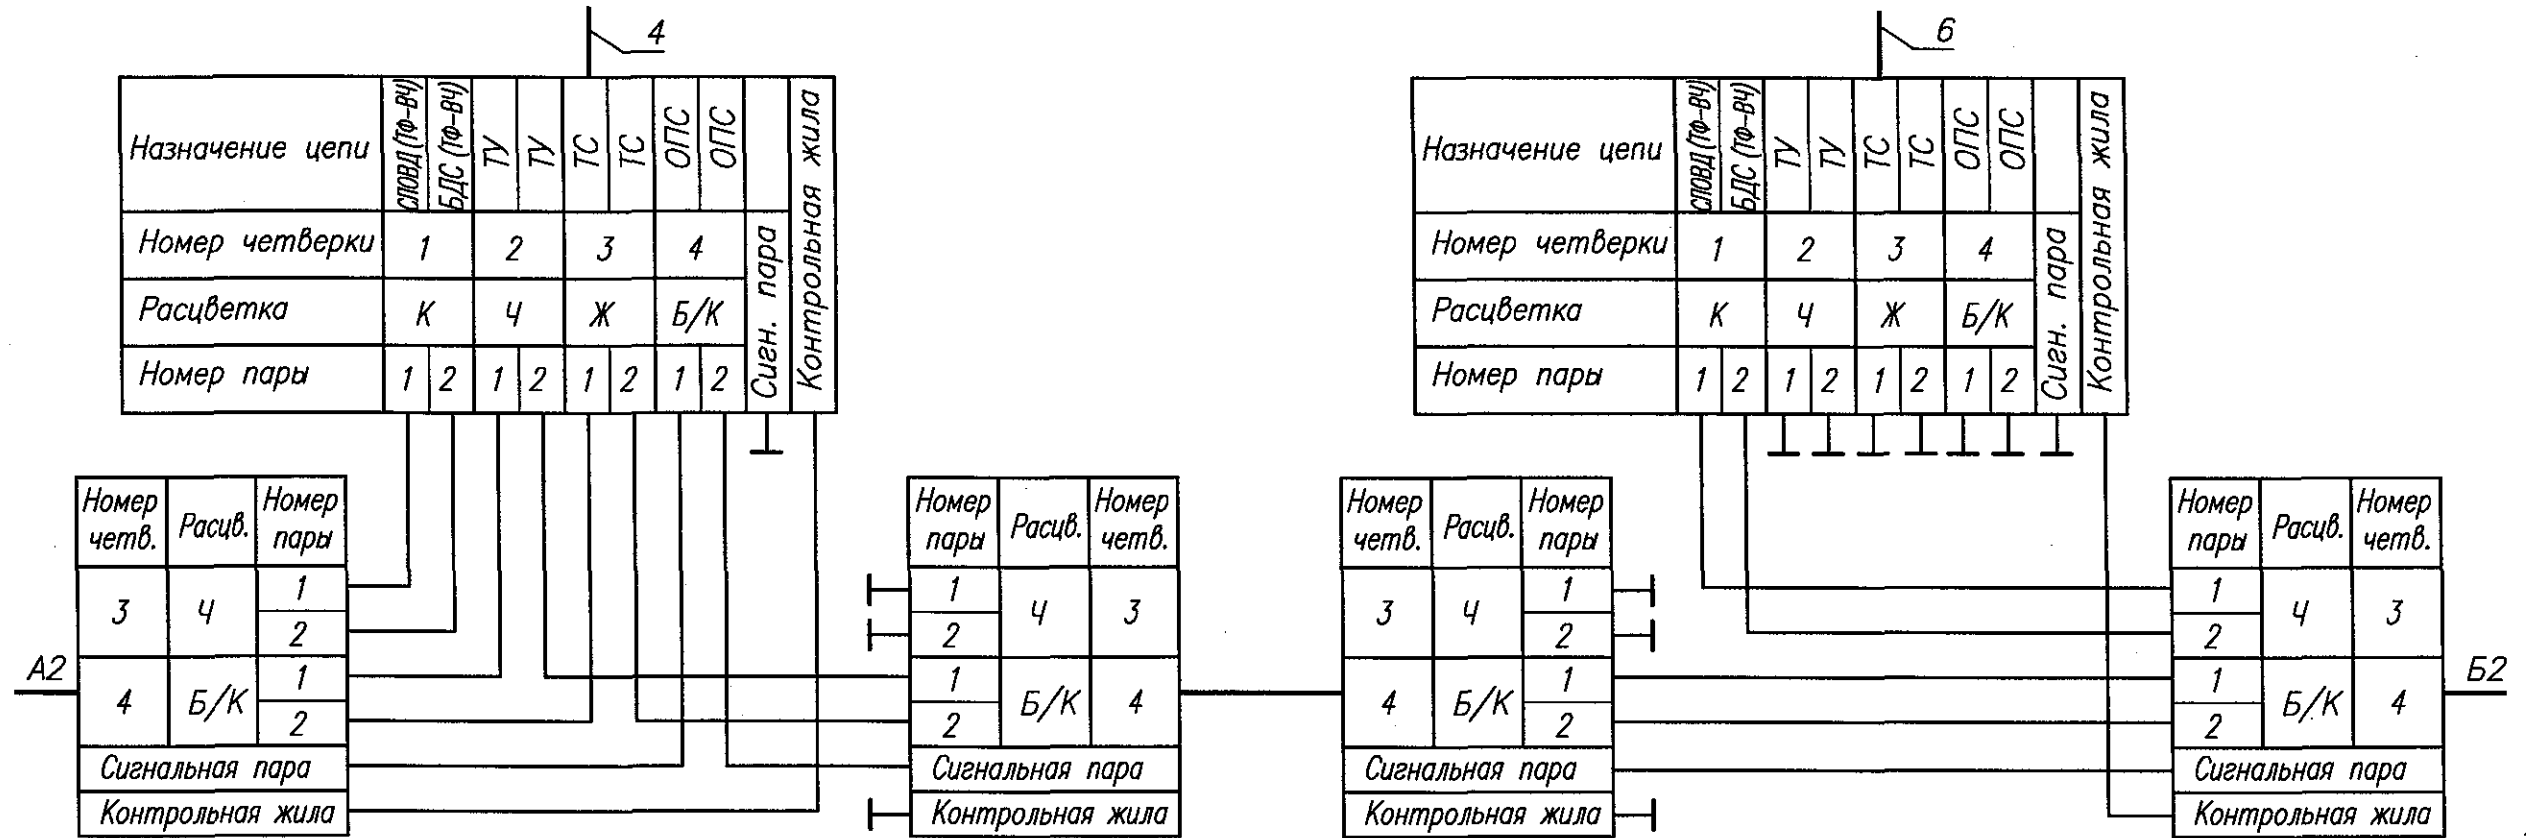 4
6
Назначение цепи
СЛОВД (ТФ-ВЧ)
БДС (ТФ-ВЧ)
ТУ
ТУ
ТС
ТС
ОПС
ОПС
Сигн. пара
Контрольная жила
Номер четверки 1 2 3 4
Расцветка К Ч Ж Б/К
Номер пары 1 2 1 2 1 2 1 2
Назначение цепи
СЛОВД (ТФ-ВЧ)
БДС (ТФ-ВЧ)
ТУ
ТУ
ТС
ТС
ОПС
ОПС
Сигн. пара
Контрольная жила
Номер четверки 1 2 3 4
Расцветка К Ч Ж Б/К
Номер пары 1 2 1 2 1 2 1 2
А2
Номер четв. Расцв. Номер пары
3 Ч 1
2
4 Б/К 1
2
Сигнальная пара
Контрольная жила
Номер пары Расцв. Номер четв.
1 Ч 3
2
1 Б/К 4
2
Сигнальная пара
Контрольная жила
Номер четв. Расцв. Номер пары
3 Ч 1
2
4 Б/К 1
2
Сигнальная пара
Контрольная жила
Номер пары Расцв. Номер четв.
1 Ч 3
2
1 Б/К 4
2
Сигнальная пара
Контрольная жила
Б2